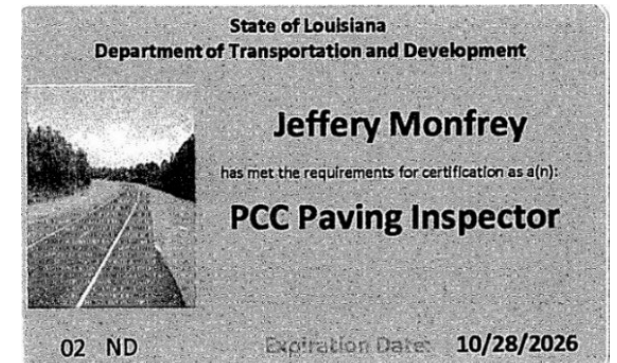 State of Louisiana
Department of Transportation and Development
Jeffery Monfrey
has met the requirements for certification as a(n):
PCC Paving Inspector
02 ND Expiration Date: 10/28/2026